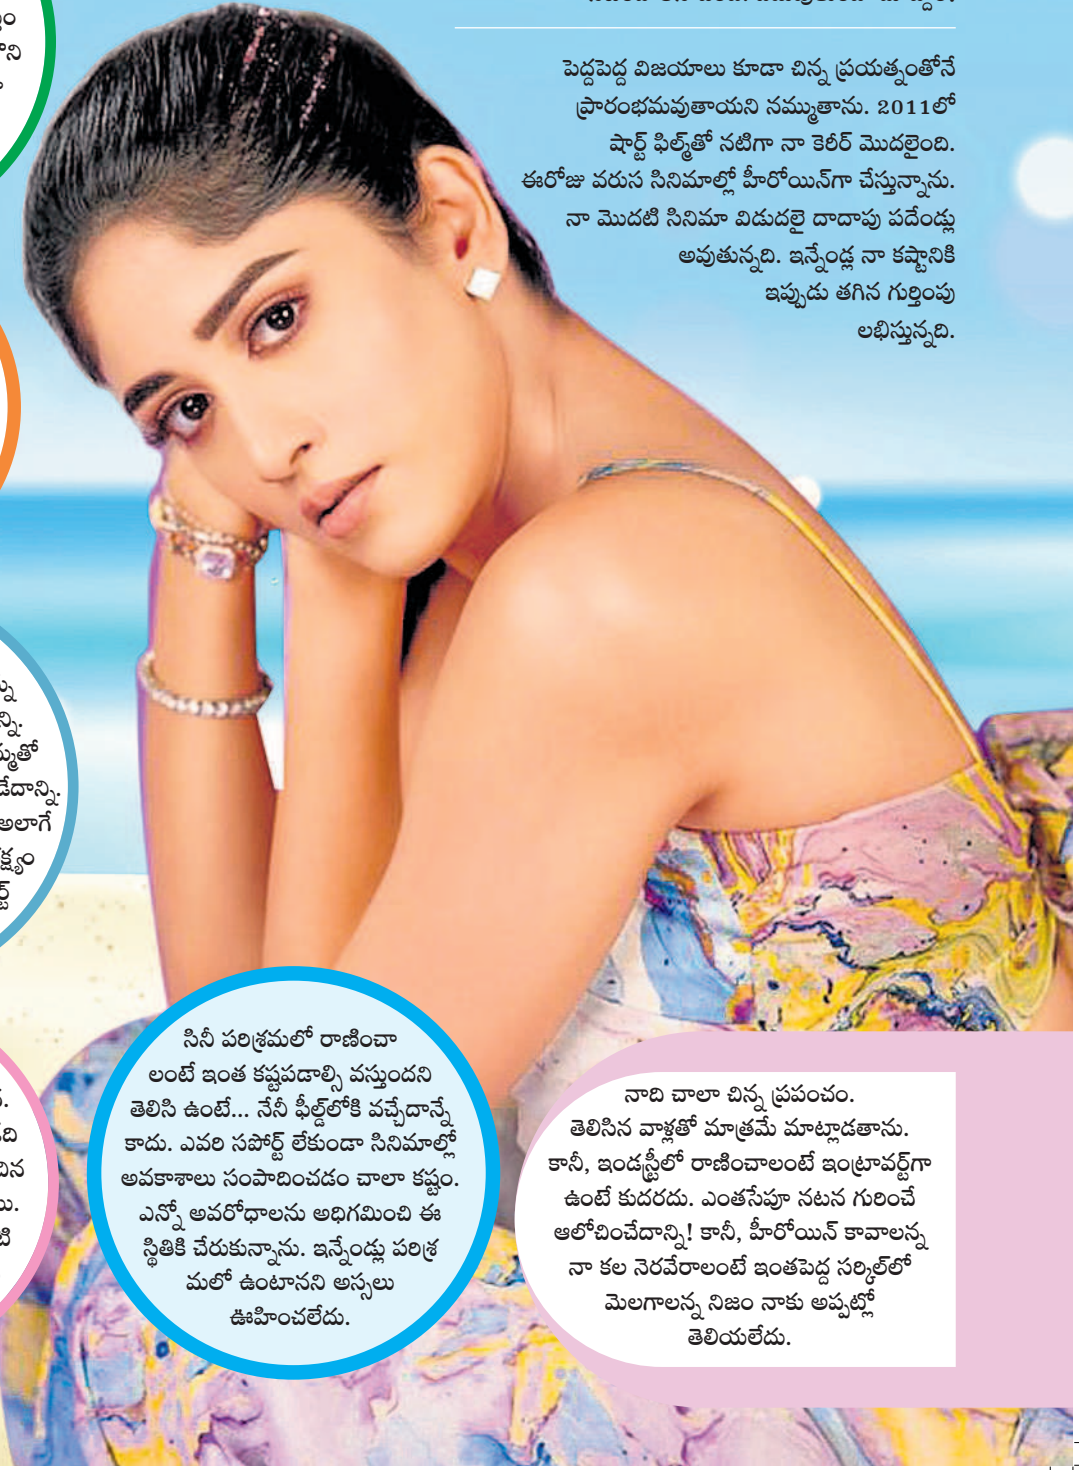 పెద్దపెద్ద విజయాలు కూడా చిన్న ప్రయత్నంతోనే
ప్రారంభమవుతాయని నమ్ముతాను. 2011లో
షార్ట్ ఫిల్మ్‌తో నటిగా నా కెరీర్ మొదలైంది.
ఈరోజు వరుస సినిమాల్లో హీరోయిన్‌గా చేస్తున్నాను.
నా మొదటి సినిమా విడుదలై దాదాపు పదేండ్లు
అవుతున్నది. ఇన్నేండ్ల నా కష్టానికి
ఇప్పుడు తగిన గుర్తింపు
లభిస్తున్నది.
అలాగే
సినీ పరిశ్రమలో రాణించా
లంటే ఇంత కష్టపడాల్సి వస్తుందని
తెలిసి ఉంటే... నేనీ ఫీల్డ్‌లోకి వచ్చేదాన్నే
కాదు. ఎవరి సపోర్ట్ లేకుండా సినిమాల్లో
అవకాశాలు సంపాదించడం చాలా కష్టం.
ఎన్నో అవరోధాలను అధిగమించి ఈ
స్థితికి చేరుకున్నాను. ఇన్నేండ్లు పరిశ్ర
మలో ఉంటానని అస్సలు
ఊహించలేదు.
నాది చాలా చిన్న ప్రపంచం.
తెలిసిన వాళ్లతో మాత్రమే మాట్లాడతాను.
కానీ, ఇండస్ట్రీలో రాణించాలంటే ఇంట్రావర్ట్‌గా
ఉంటే కుదరదు. ఎంతసేపూ నటన గురించే
ఆలోచించేదాన్ని! కానీ, హీరోయిన్ కావాలన్న
నా కల నెరవేరాలంటే ఇంతపెద్ద సర్కిల్‌లో
మెలగాలన్న నిజం నాకు అప్పట్లో
తెలియలేదు.